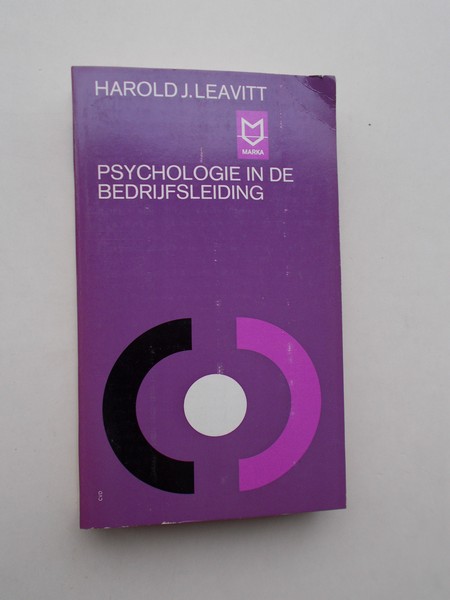 HAROLD J. LEAVITT
MARKA
PSYCHOLOGIE IN DE
BEDRIJFSLEIDING